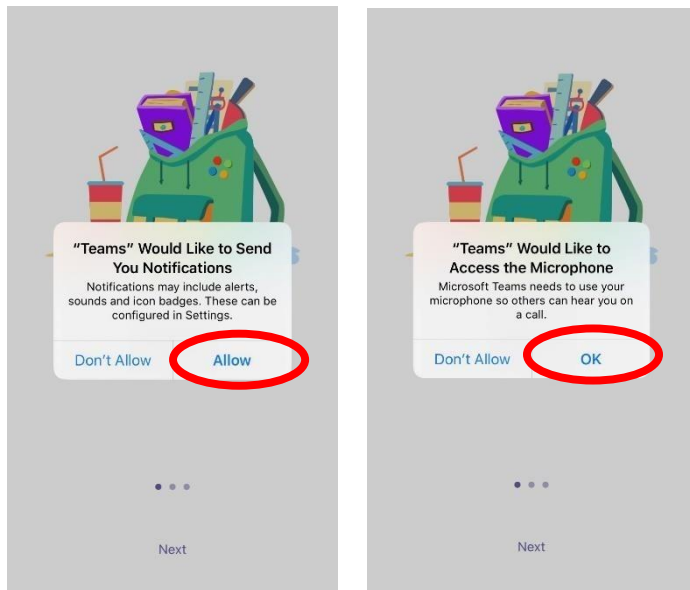 “Teams” Would Like to Send
You Notifications
Notifications may include alerts,
sounds and icon badges. These can be
configured in Settings.
Don’t Allow
Allow
Next
“Teams” Would Like to
Access the Microphone
Microsoft Teams needs to use your
microphone so others can hear you on
a call.
Don’t Allow
OK
Next